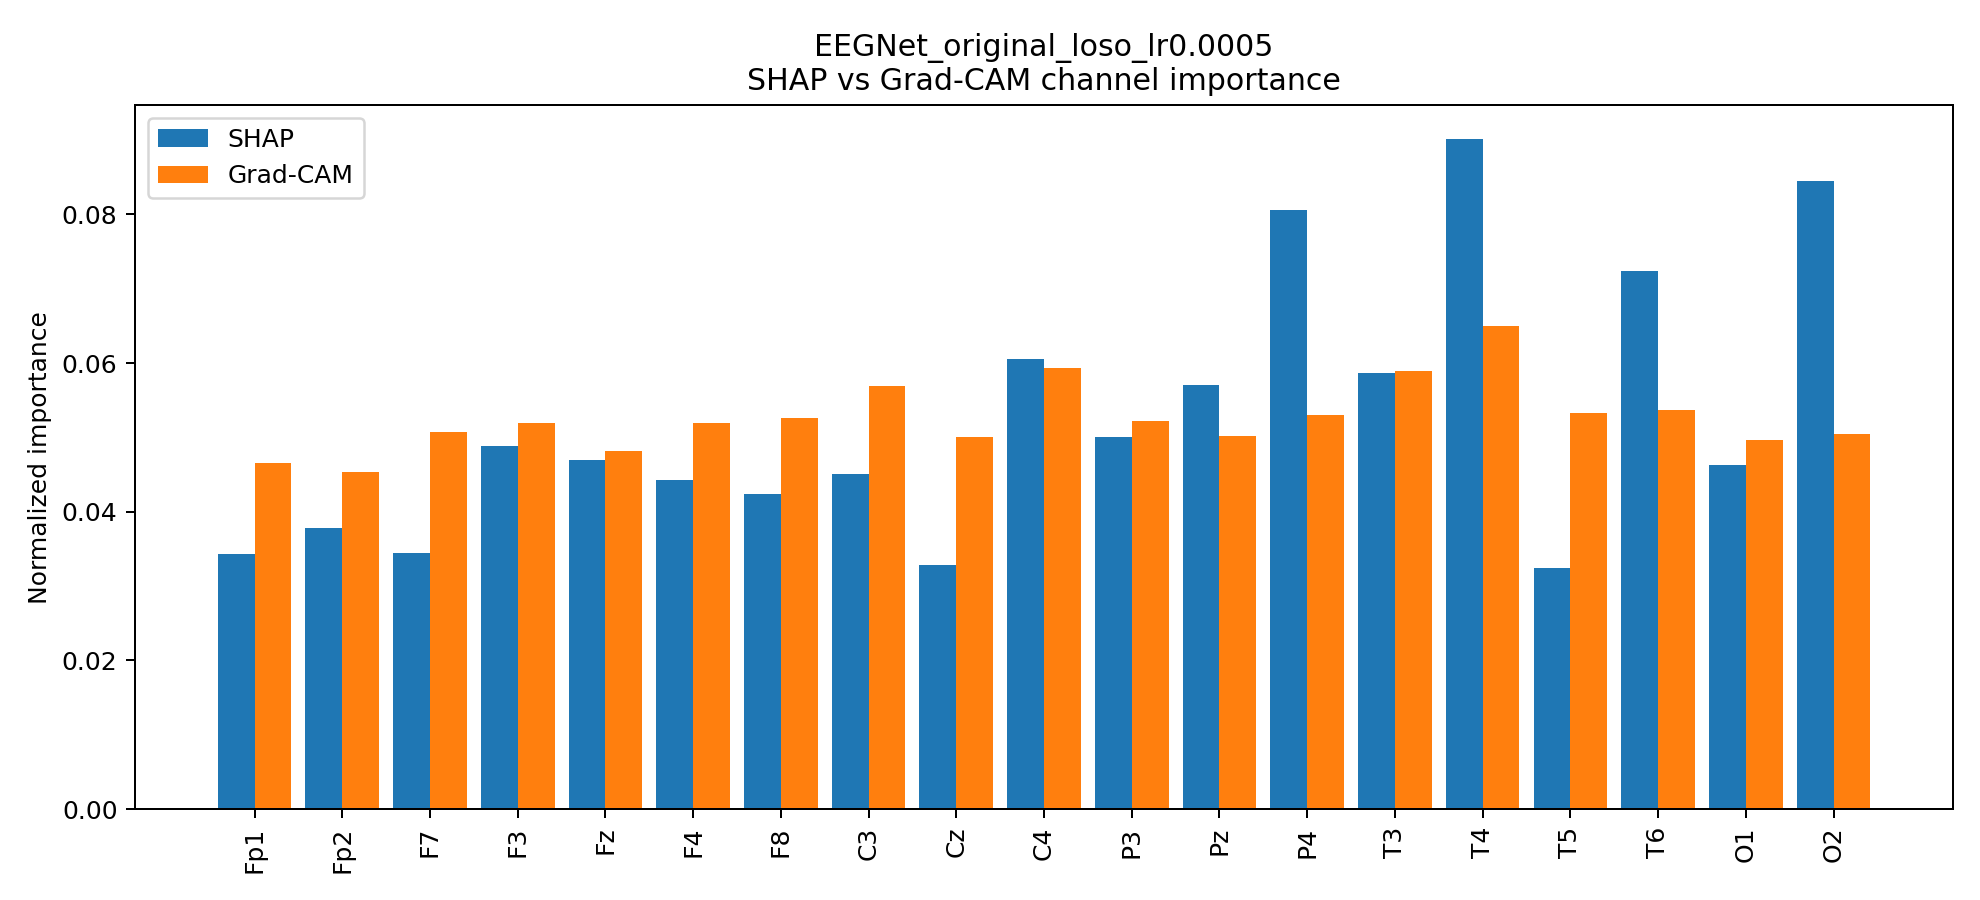 EEGNet_original_loso_lr0.0005
SHAP vs Grad-CAM channel importance
SHAP
Grad-CAM
Normalized importance
0.08
0.06
0.04
0.02
0.00
Fp1
Fp2
F7
F3
Fz
F4
F8
C3
Cz
C4
P3
Pz
P4
T3
T4
T5
T6
O1
O2